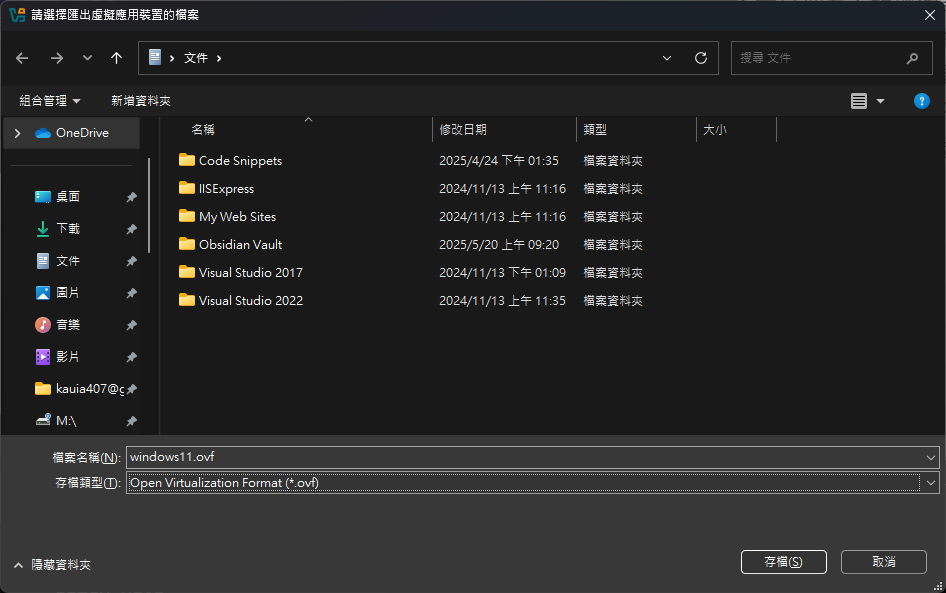 請選擇匯出虛擬應用裝置的檔案
文件
搜尋 文件
組合管理
新增資料夾
OneDrive
桌面
下載
文件
圖片
音樂
影片
kauia407@g
M:\
名稱 修改日期 類型 大小
Code Snippets 2025/4/24 下午 01:35 檔案資料夾
IISExpress 2024/11/13 上午 11:16 檔案資料夾
My Web Sites 2024/11/13 上午 11:16 檔案資料夾
Obsidian Vault 2025/5/20 上午 09:20 檔案資料夾
Visual Studio 2017 2024/11/13 下午 01:09 檔案資料夾
Visual Studio 2022 2024/11/13 上午 11:35 檔案資料夾
檔案名稱(N): windows11.ovf
存檔類型(T): Open Virtualization Format (*.ovf)
隱藏資料夾
存檔(S)
取消